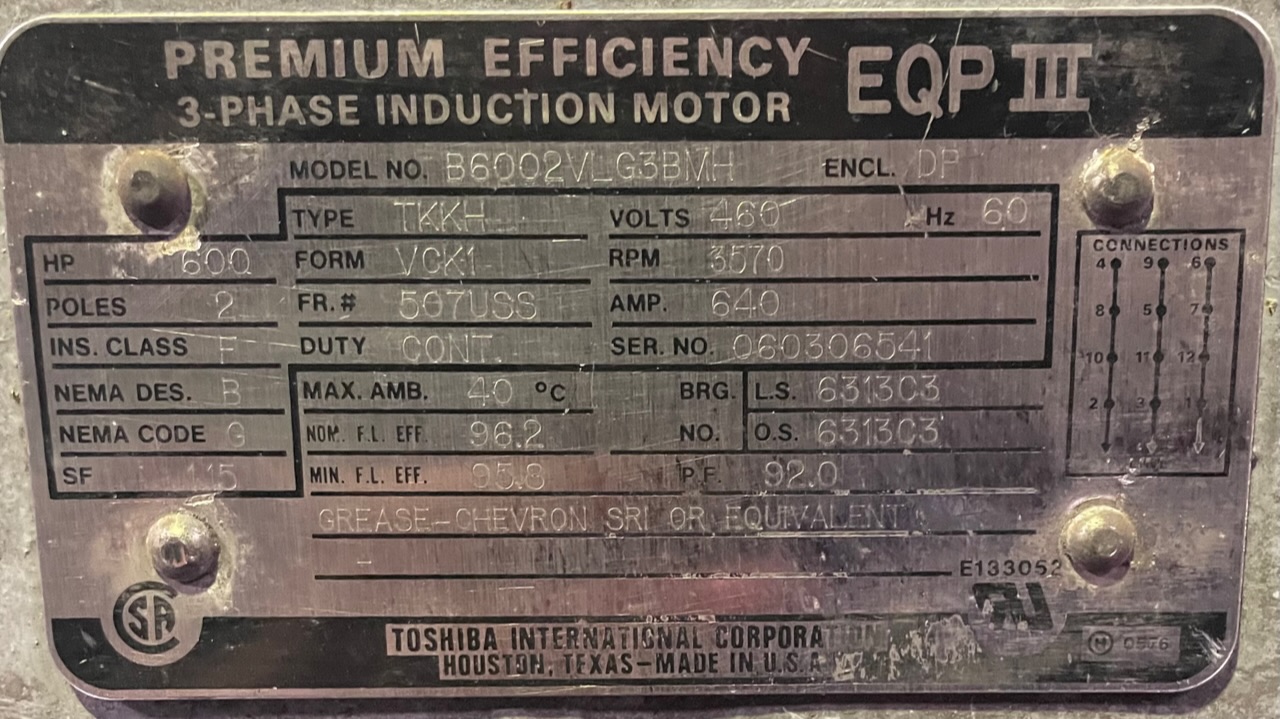 PREMIUM EFFICIENCY EQP III
3-PHASE INDUCTION MOTOR
MODEL NO. B6002VLG3BMH ENCL. DP
TYPE TKKH VOLTS 460 Hz 60
HP 600 FORM VCK1 RPM 3570
POLES 2 FR.# 507USS AMP. 640
INS. CLASS F DUTY CONT. SER. NO. 060306541
NEMA DES. B MAX. AMB. 40 °C BRG. L.S. 6313C3
NEMA CODE G NOM. F.L. EFF. 96.2 NO. O.S. 6313C3
SF 1.15 MIN. F.L. EFF. 95.8 P.F. 92.0
GREASE-CHEVRON SRI OR EQUIVALENT
CONNECTIONS
4 9 6
8 5 7
10 11 12
2 3 1
E133052
TOSHIBA INTERNATIONAL CORPORATION
HOUSTON, TEXAS-MADE IN U.S.A.
M 0576